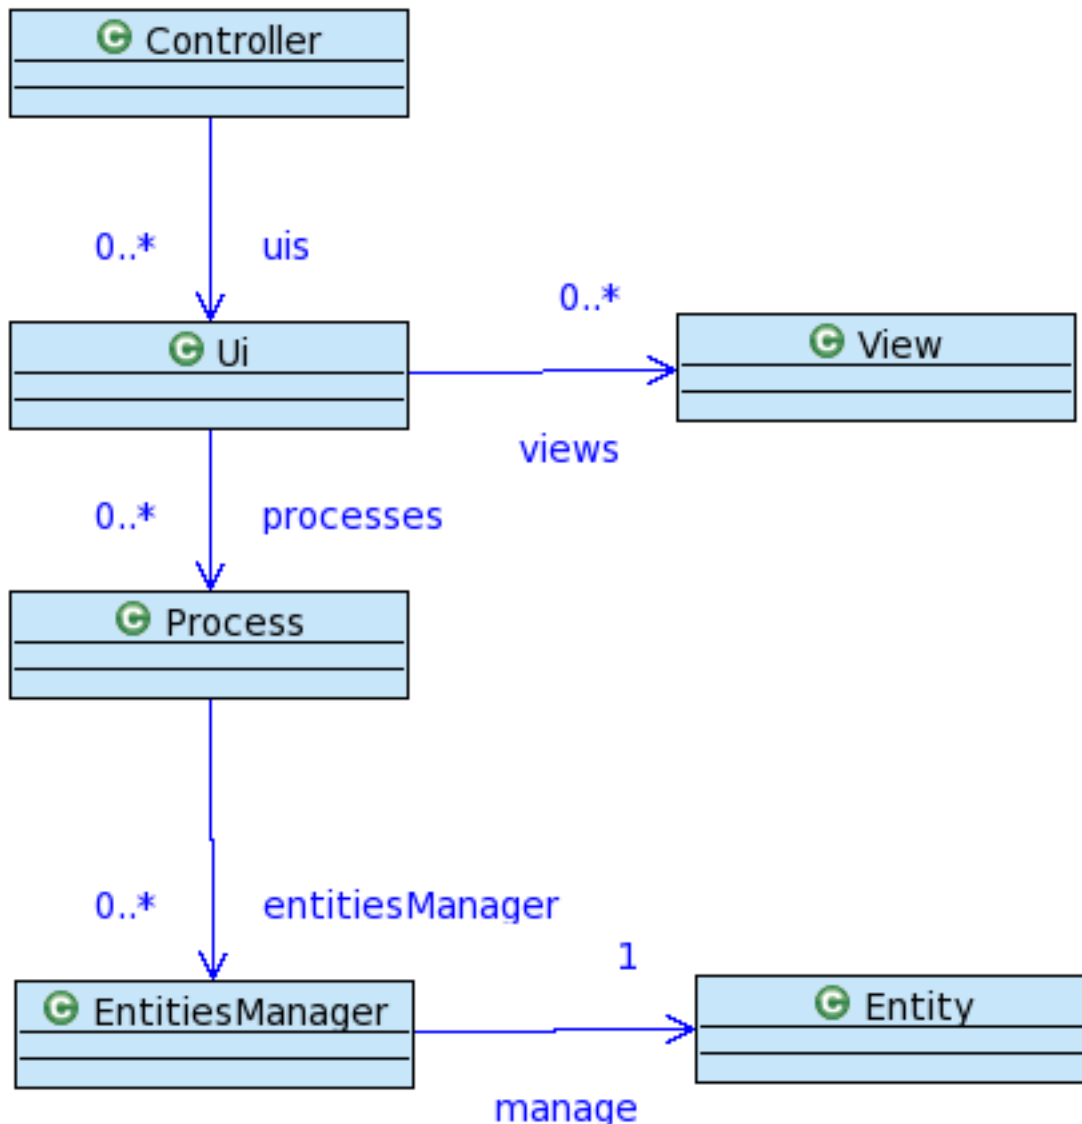 C Controller
0..* uis
0..*
C Ui
C View
views
0..* processes
C Process
0..* entitiesManager
1
C EntitiesManager
C Entity
manage